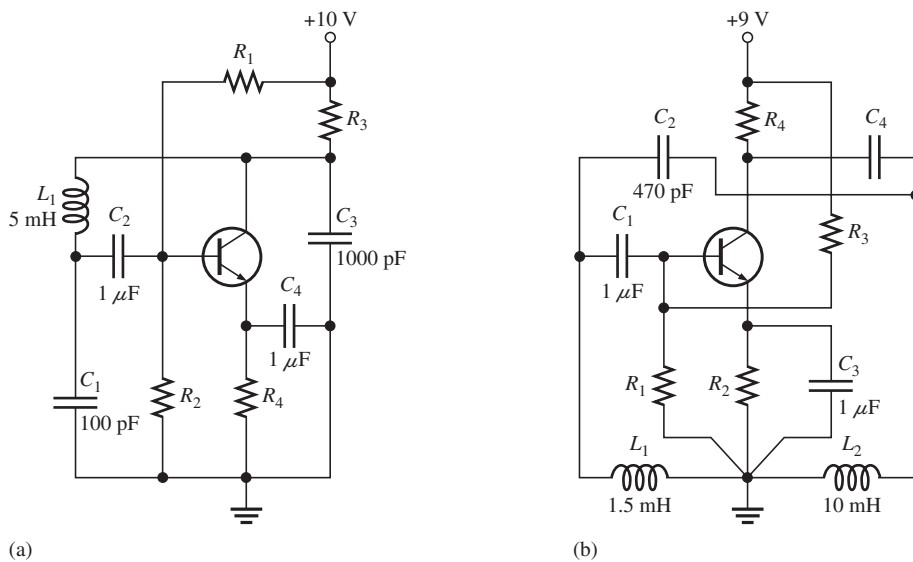 +10 V
R1
R3
L1
5 mH
C2
1 μF
C3
1000 pF
C4
1 μF
C1
100 pF
R2
R4
(a)
+9 V
C2
470 pF
R4
C4
C1
1 μF
R3
R1
R2
C3
1 μF
L1
1.5 mH
L2
10 mH
(b)